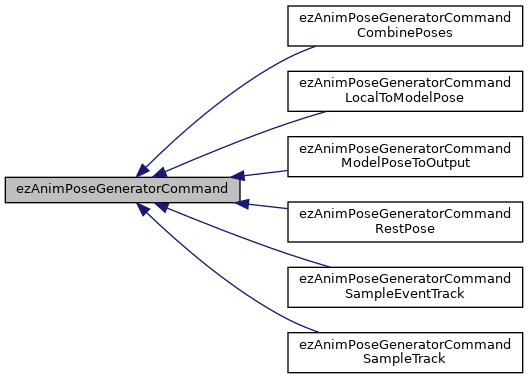 ezAnimPoseGeneratorCommand
CombinePoses
ezAnimPoseGeneratorCommand
LocalToModelPose
ezAnimPoseGeneratorCommand
ModelPoseToOutput
ezAnimPoseGeneratorCommand
ezAnimPoseGeneratorCommand
RestPose
ezAnimPoseGeneratorCommand
SampleEventTrack
ezAnimPoseGeneratorCommand
SampleTrack